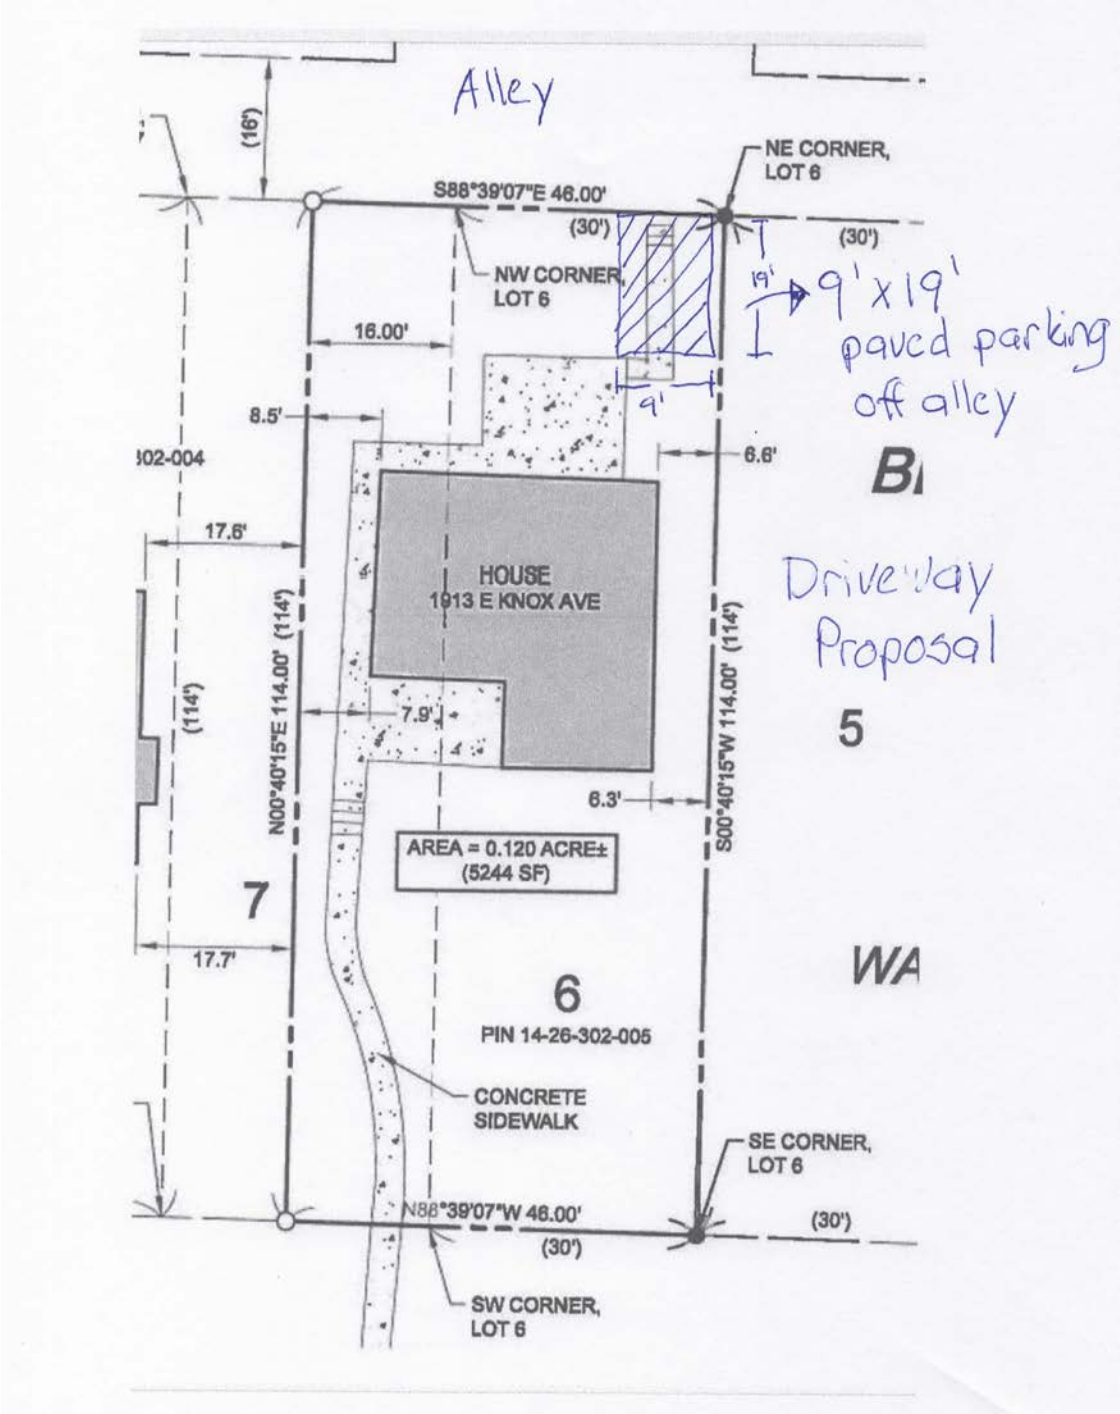 Alley
(16')
NE CORNER,
LOT 6
S88°39'07"E 46.00'
(30')
(30')
NW CORNER,
LOT 6
19'
9' x 19'
paved parking
off alley
16.00'
9'
8.5'
6.6'
302-004
BL
17.6'
HOUSE
1913 E KNOX AVE
Driveway
Proposal
N00°40'15"E 114.00' (114')
S00°40'15"W 114.00' (114')
(114')
7.9'
5
6.3'
AREA = 0.120 ACRE±
(5244 SF)
7
17.7'
WA
6
PIN 14-26-302-005
CONCRETE
SIDEWALK
SE CORNER,
LOT 6
N88°39'07"W 46.00'
(30')
(30')
SW CORNER,
LOT 6